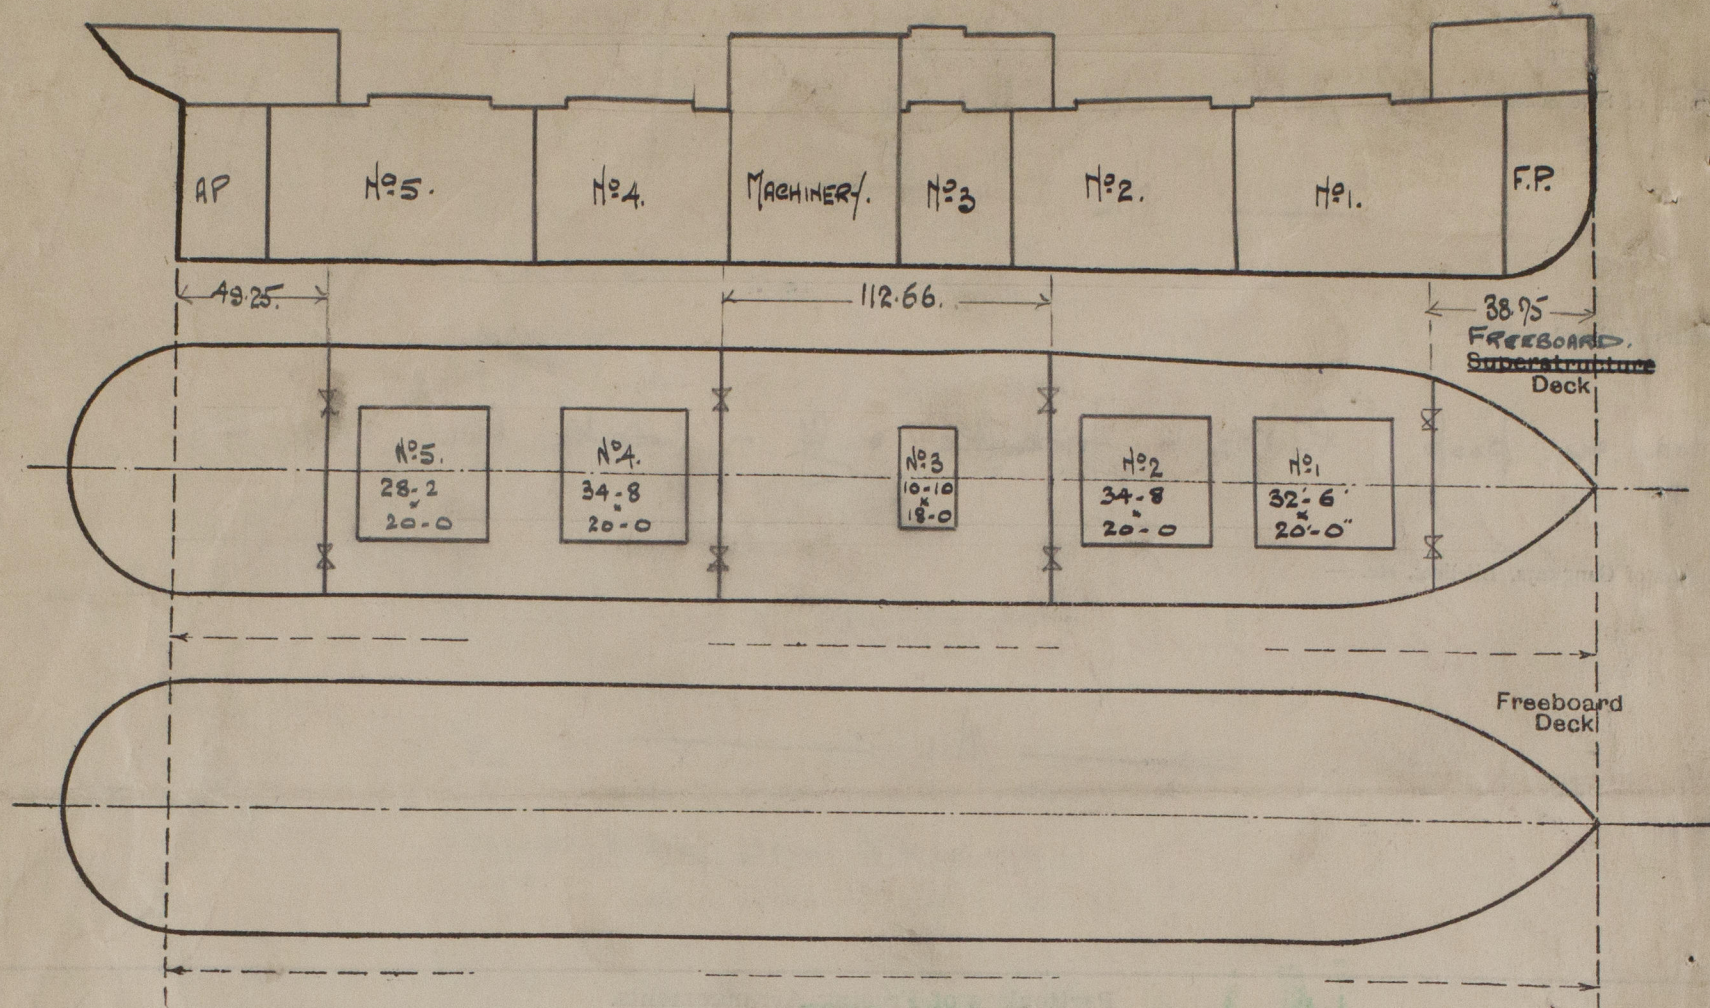 AP
Nº5.
Nº4.
MACHINERY.
Nº3
Nº2.
Nº1.
F.P.
49.25.
112.66.
38.75
FREEBOARD.
Superstructure
Deck
Nº5.
28-2
×
20-0
Nº4.
34-8
×
20-0
Nº3
10-10
×
18-0
Nº2
34-8
×
20-0
Nº1
32'-6"
×
20'-0"
Freeboard
Deck